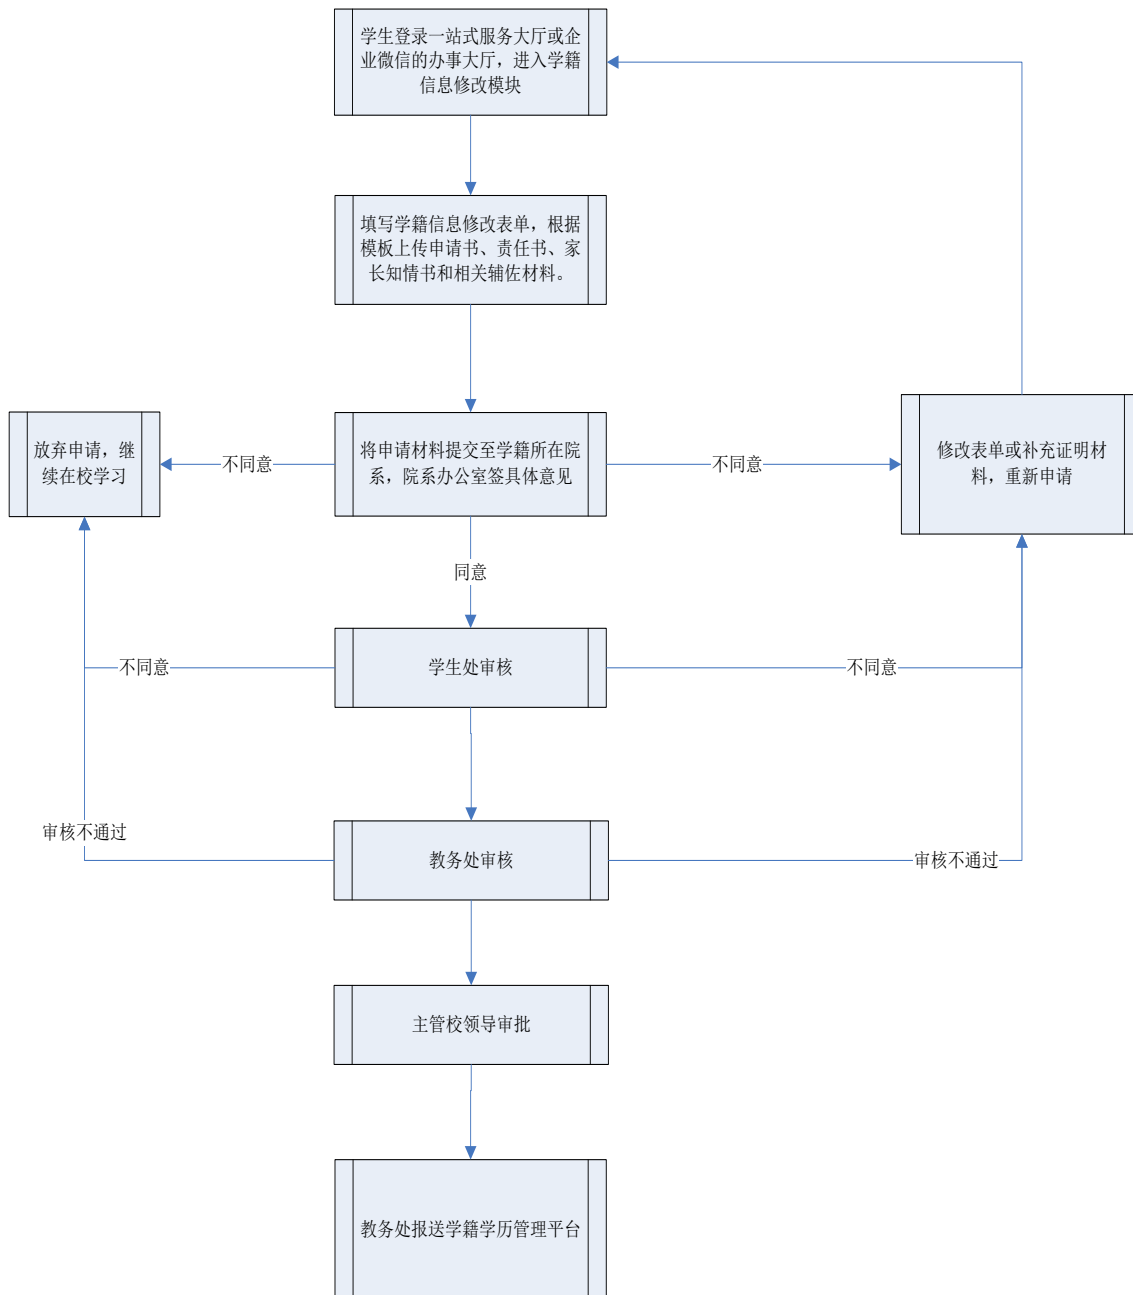 学生登录一站式服务大厅或企
业微信的办事大厅，进入学籍
信息修改模块
填写学籍信息修改表单，根据
模板上传申请书、责任书、家
长知情书和相关辅佐材料。
放弃申请，继
续在校学习
不同意
将申请材料提交至学籍所在院
系，院系办公室签具体意见
不同意
修改表单或补充证明材
料，重新申请
同意
不同意
学生处审核
不同意
审核不通过
教务处审核
审核不通过
主管校领导审批
教务处报送学籍学历管理平台